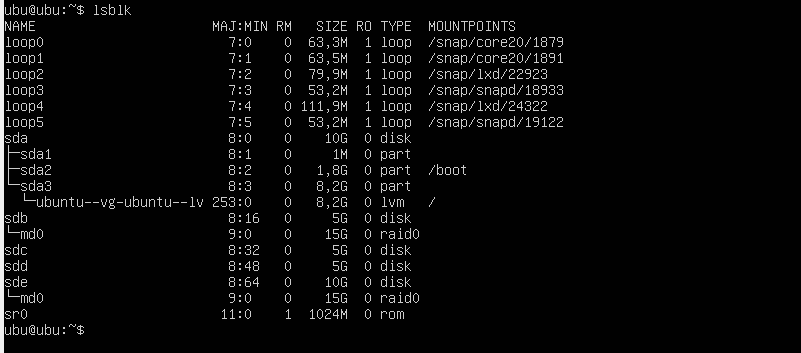 ubu@ubu:~$ lsblk
NAME                      MAJ:MIN RM   SIZE RO TYPE  MOUNTPOINTS
loop0                       7:0    0  63,3M  1 loop  /snap/core20/1879
loop1                       7:1    0  63,5M  1 loop  /snap/core20/1891
loop2                       7:2    0  79,9M  1 loop  /snap/lxd/22923
loop3                       7:3    0  53,2M  1 loop  /snap/snapd/18933
loop4                       7:4    0 111,9M  1 loop  /snap/lxd/24322
loop5                       7:5    0  53,2M  1 loop  /snap/snapd/19122
sda                         8:0    0    10G  0 disk
├─sda1                      8:1    0     1M  0 part
├─sda2                      8:2    0   1,8G  0 part  /boot
└─sda3                      8:3    0   8,2G  0 part
  └─ubuntu--vg-ubuntu--lv 253:0    0   8,2G  0 lvm   /
sdb                         8:16   0     5G  0 disk
└─md0                       9:0    0    15G  0 raid0
sdc                         8:32   0     5G  0 disk
sdd                         8:48   0     5G  0 disk
sde                         8:64   0    10G  0 disk
└─md0                       9:0    0    15G  0 raid0
sr0                        11:0    1  1024M  0 rom
ubu@ubu:~$